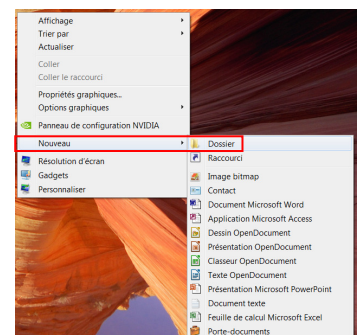 Affichage
Trier par
Actualiser
Coller
Coller le raccourci
Propriétés graphiques...
Options graphiques
Panneau de configuration NVIDIA
Nouveau
Résolution d'écran
Gadgets
Personnaliser
Dossier
Raccourci
Image bitmap
Contact
Document Microsoft Word
Application Microsoft Access
Dessin OpenDocument
Présentation OpenDocument
Classeur OpenDocument
Texte OpenDocument
Présentation Microsoft PowerPoint
Document texte
Feuille de calcul Microsoft Excel
Porte-documents